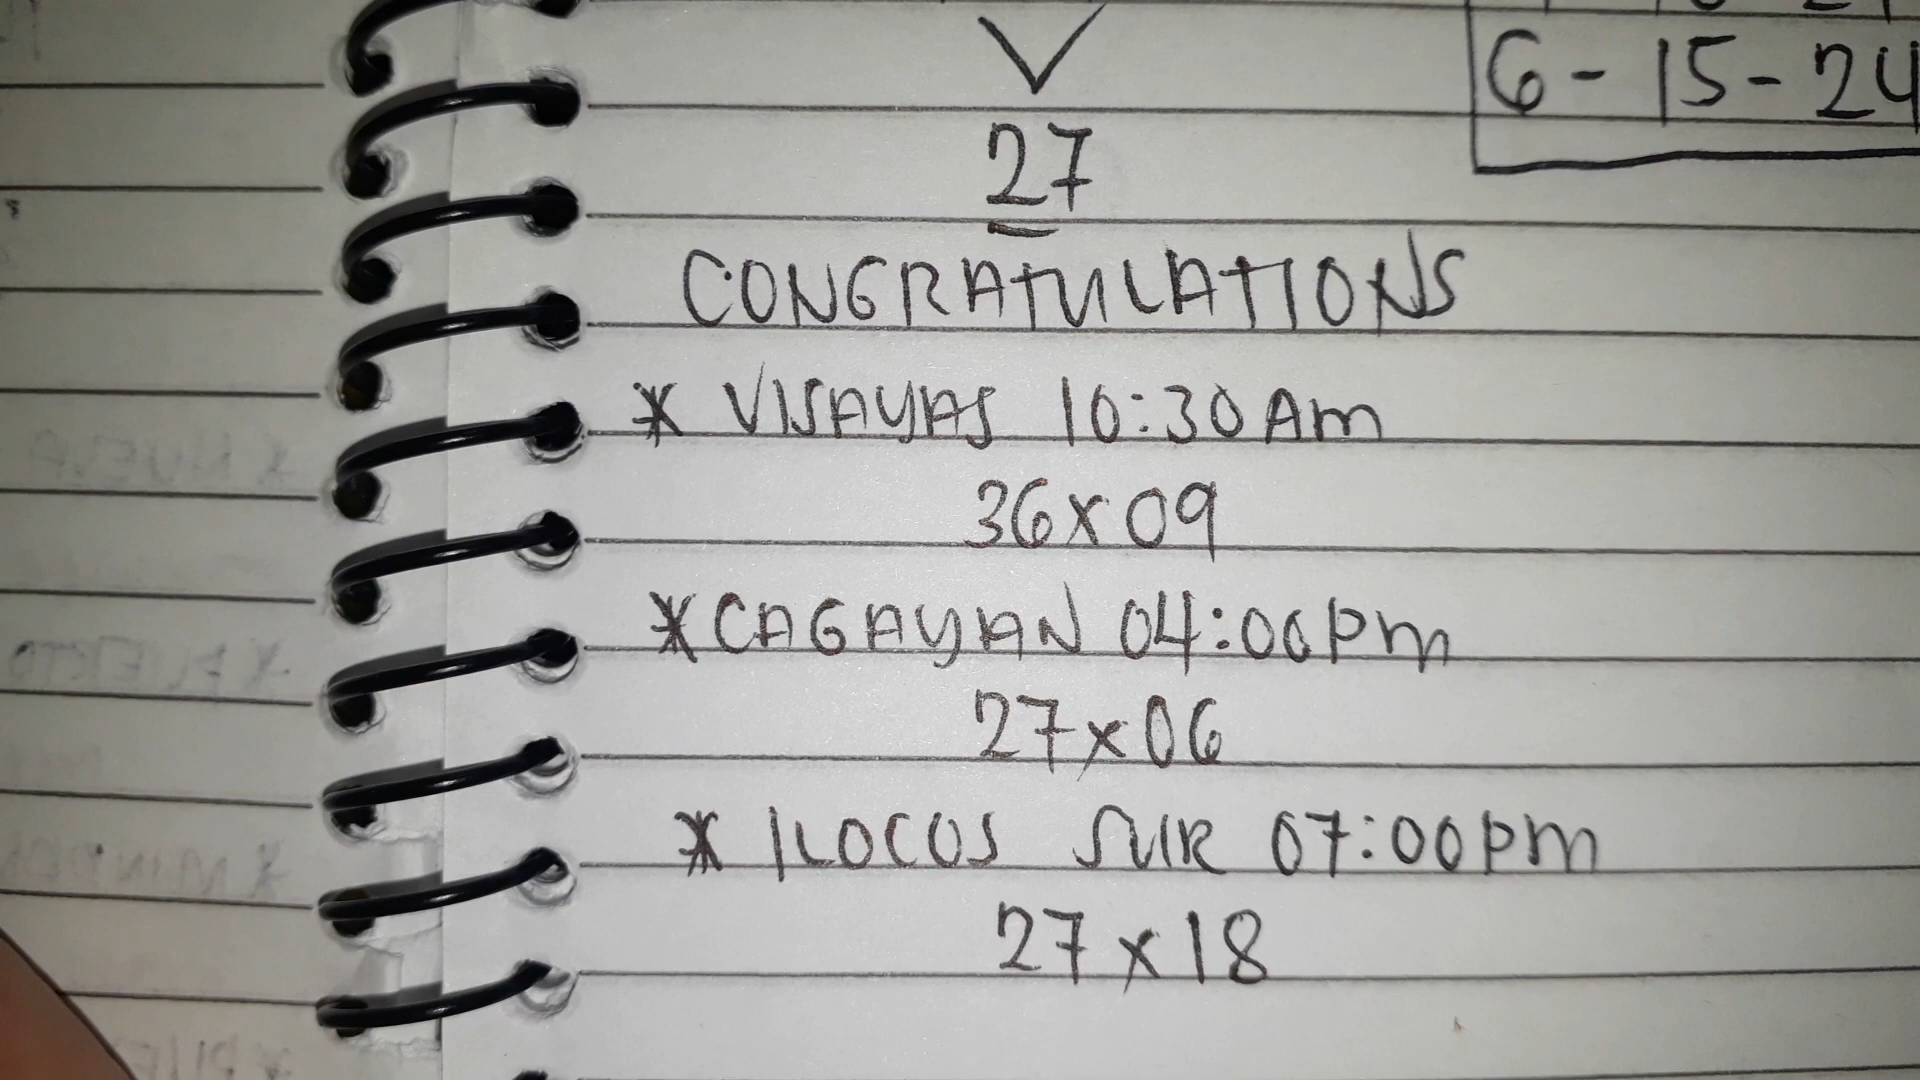 6-15-24
27
CONGRATULATIONS
* VISAYAS 10:30 Am
36x09
*CAGAYAN 04:00pm
27x06
* ILOCOS SUR 07:00pm
27x18